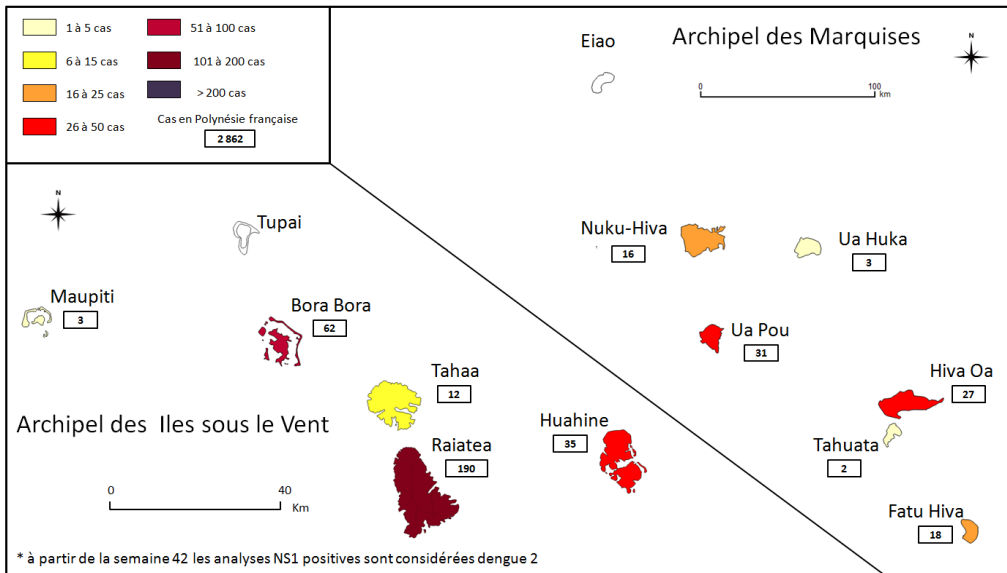 1 à 5 cas
6 à 15 cas
16 à 25 cas
26 à 50 cas
51 à 100 cas
101 à 200 cas
> 200 cas
Cas en Polynésie française
2 862
Archipel des Marquises
N
0 100
km
Eiao
Nuku-Hiva
16
Ua Huka
3
Ua Pou
31
Hiva Oa
27
Tahuata
2
Fatu Hiva
18
N
Tupai
Maupiti
3
Bora Bora
62
Tahaa
12
Archipel des Iles sous le Vent
Raiatea
190
Huahine
35
0 40
Km
* à partir de la semaine 42 les analyses NS1 positives sont considérées dengue 2